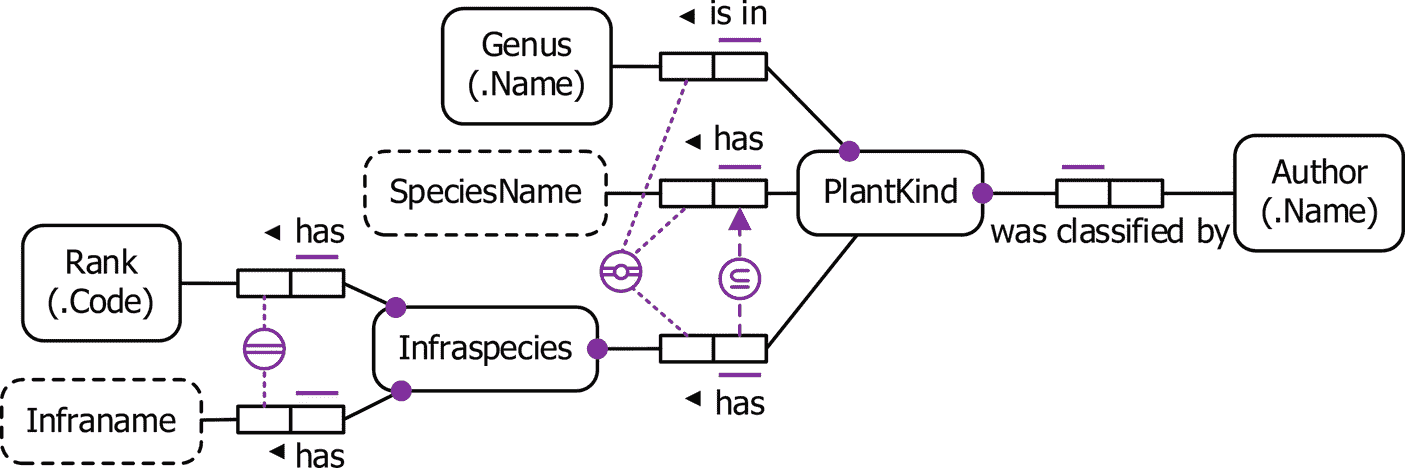 ◄ is in
Genus
(.Name)
◄ has
SpeciesName
PlantKind
Author
(.Name)
was classified by
◄ has
Rank
(.Code)
Infraspecies
◄ has
Infraname
◄ has